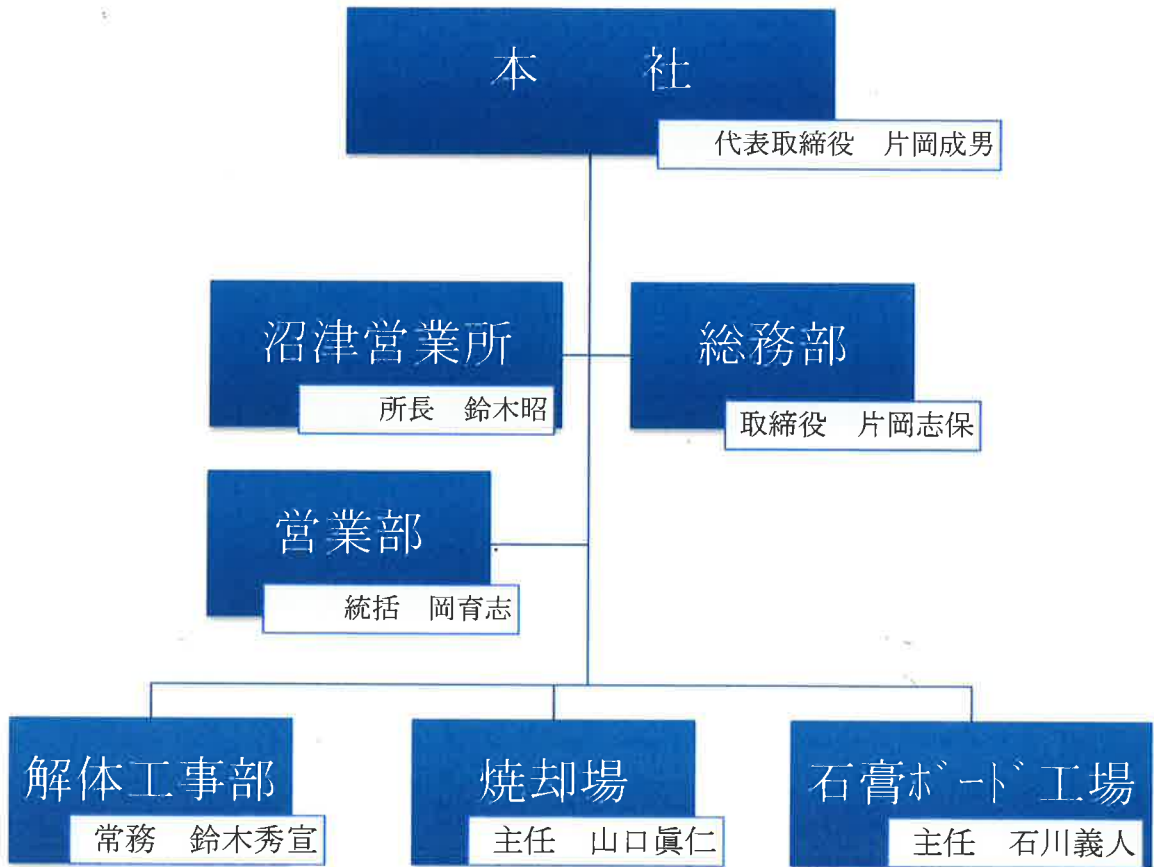 本　　社
代表取締役　片岡成男
沼津営業所
所長　鈴木昭
総務部
取締役　片岡志保
営業部
統括　岡育志
解体工事部
常務　鈴木秀宣
焼却場
主任　山口眞仁
石膏ﾎﾞｰﾄﾞ工場
主任　石川義人